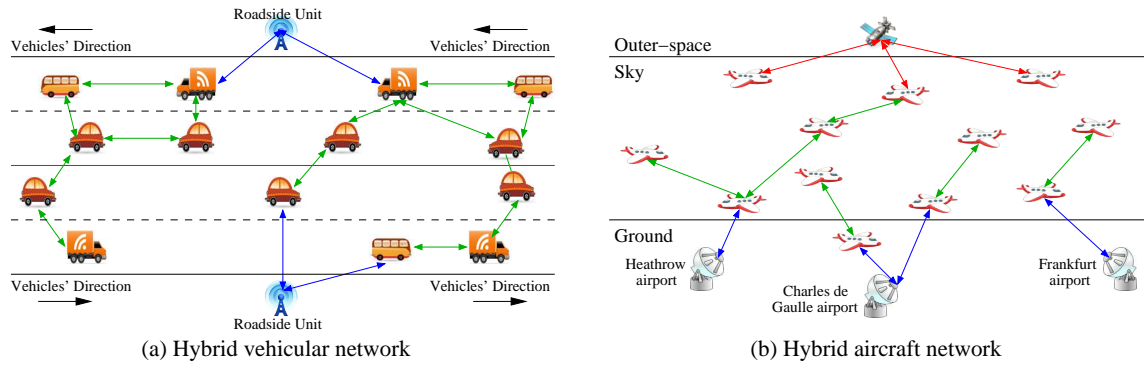 Roadside Unit
Vehicles' Direction
Vehicles' Direction
Vehicles' Direction
Vehicles' Direction
Roadside Unit
(a) Hybrid vehicular network
Outer−space
Sky
Ground
Heathrow
airport
Charles de
Gaulle airport
Frankfurt
airport
(b) Hybrid aircraft network